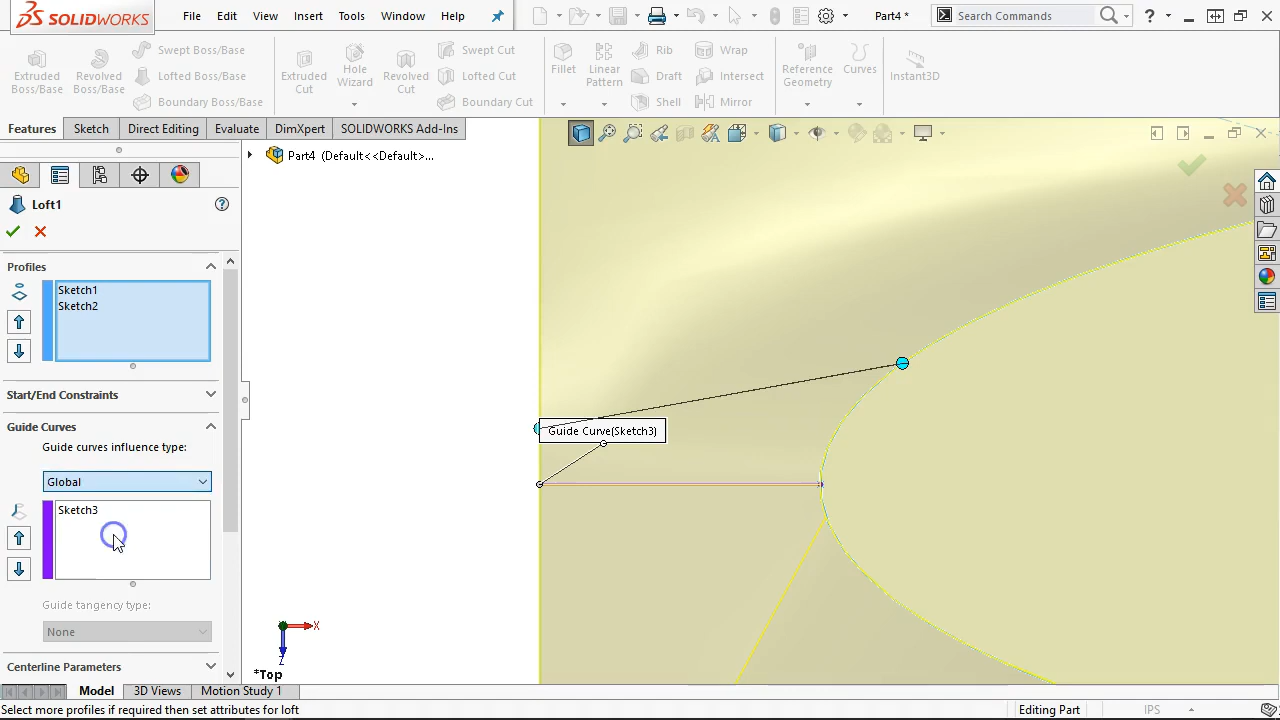 SOLIDWORKS
File Edit View Insert Tools Window Help
Part4 *
Search Commands
Extruded Boss/Base
Revolved Boss/Base
Swept Boss/Base
Lofted Boss/Base
Boundary Boss/Base
Extruded Cut
Hole Wizard
Revolved Cut
Swept Cut
Lofted Cut
Boundary Cut
Fillet
Linear Pattern
Rib
Draft
Shell
Wrap
Intersect
Mirror
Reference Geometry
Curves
Instant3D
Features Sketch Direct Editing Evaluate DimXpert SOLIDWORKS Add-Ins
Part4 (Default<<Default>...
Loft1
Profiles
Sketch1
Sketch2
Start/End Constraints
Guide Curves
Guide curves influence type:
Global
Sketch3
Guide tangency type:
None
Centerline Parameters
Guide Curve(Sketch3)
X
Z
*Top
Model 3D Views Motion Study 1
Select more profiles if required then set attributes for loft
Editing Part
IPS